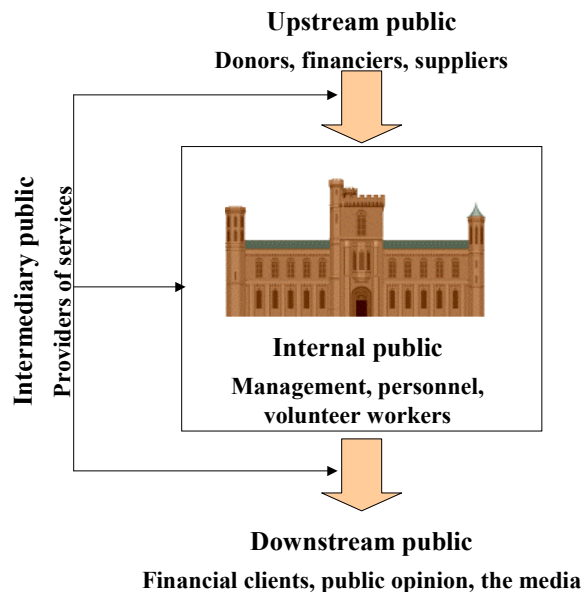 Upstream public
Donors, financiers, suppliers
Intermediary public
Providers of services
Internal public
Management, personnel,
volunteer workers
Downstream public
Financial clients, public opinion, the media